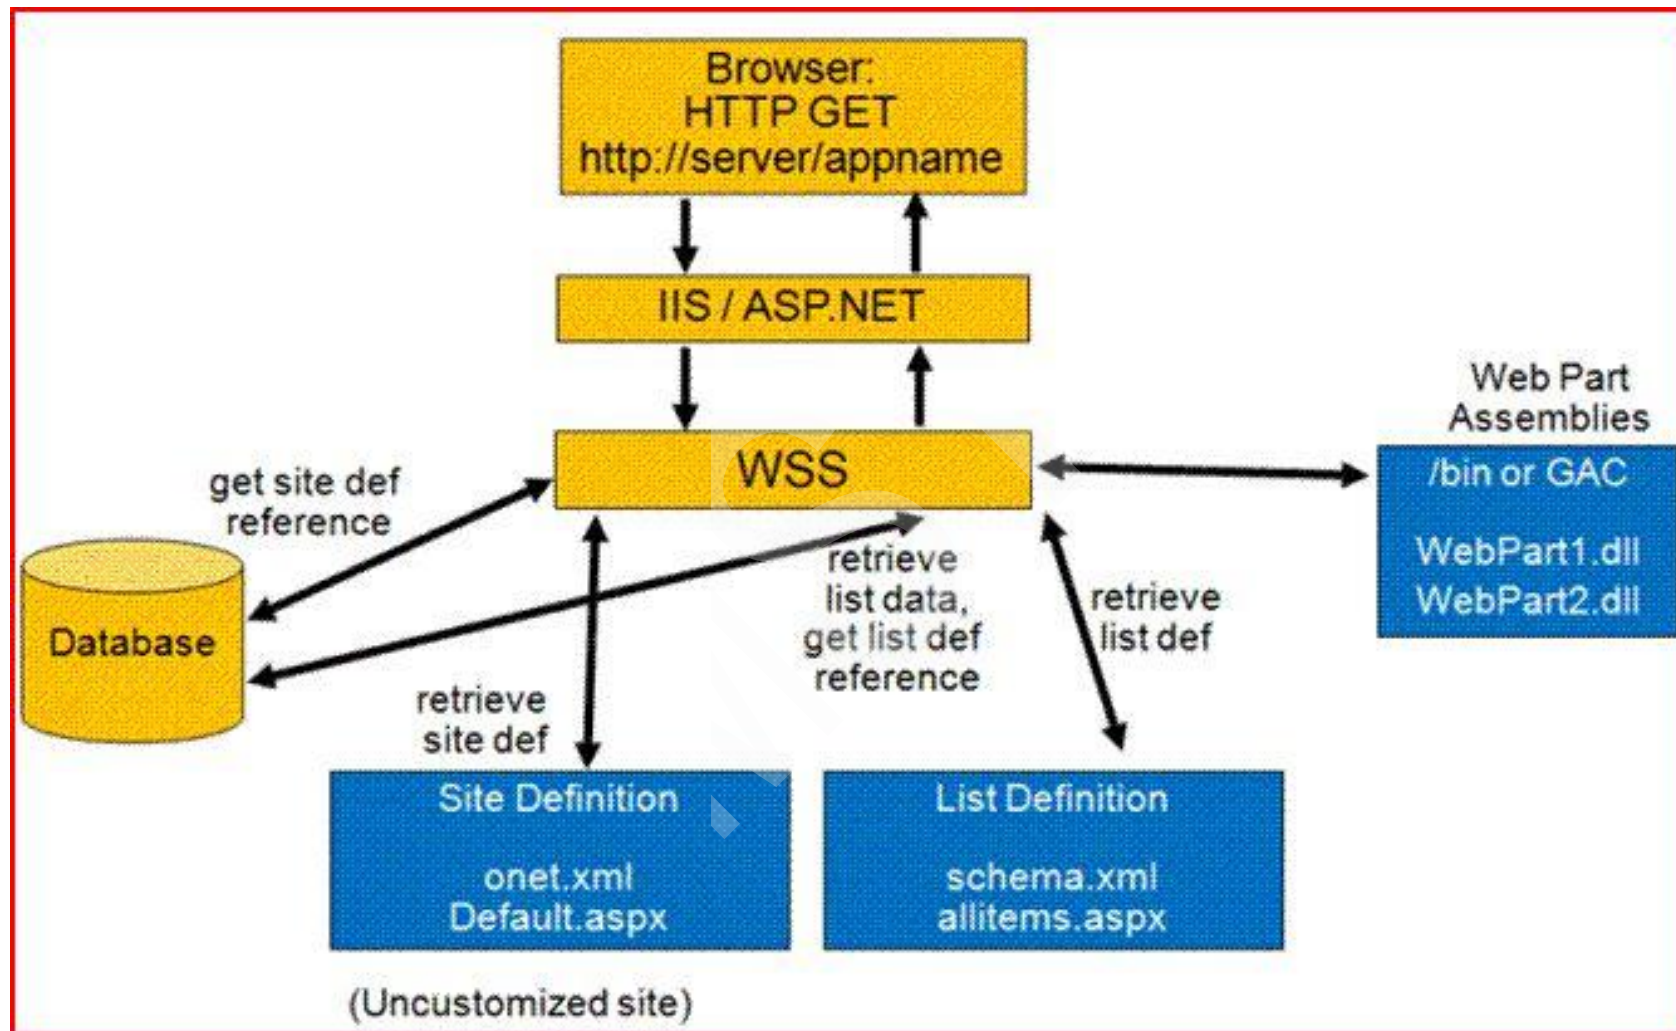 Browser:
HTTP GET
http://server/appname
IIS / ASP.NET
WSS
Web Part
Assemblies
/bin or GAC
WebPart1.dll
WebPart2.dll
get site def
reference
Database
retrieve
list data,
get list def
reference
retrieve
list def
retrieve
site def
Site Definition
onet.xml
Default.aspx
List Definition
schema.xml
allitems.aspx
(Uncustomized site)